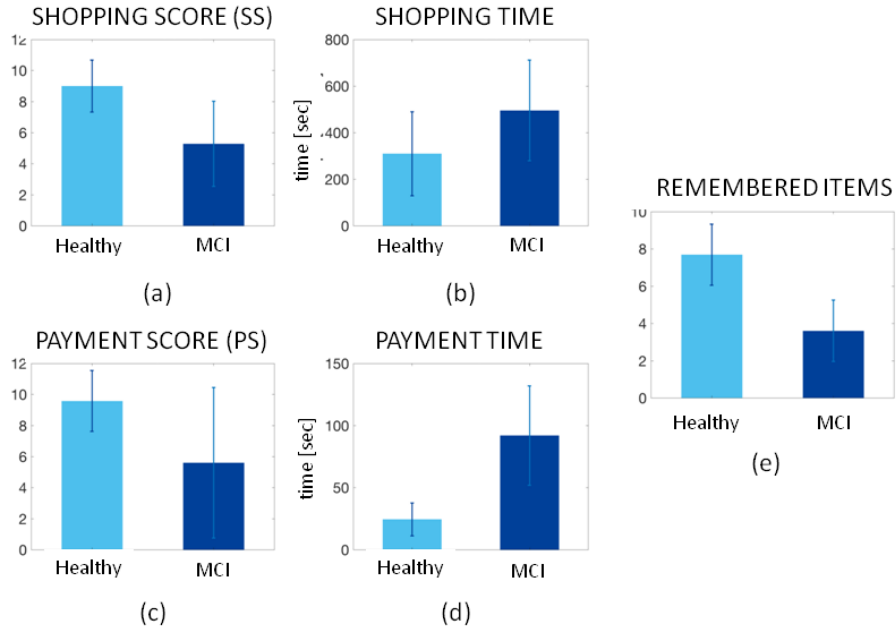 SHOPPING SCORE (SS)
12
10
8
6
4
2
0
Healthy
MCI
(a)
SHOPPING TIME
time [sec]
800
600
400
200
0
Healthy
MCI
(b)
PAYMENT SCORE (PS)
12
10
8
6
4
2
0
Healthy
MCI
(c)
PAYMENT TIME
time [sec]
150
100
50
0
Healthy
MCI
(d)
REMEMBERED ITEMS
10
8
6
4
2
0
Healthy
MCI
(e)